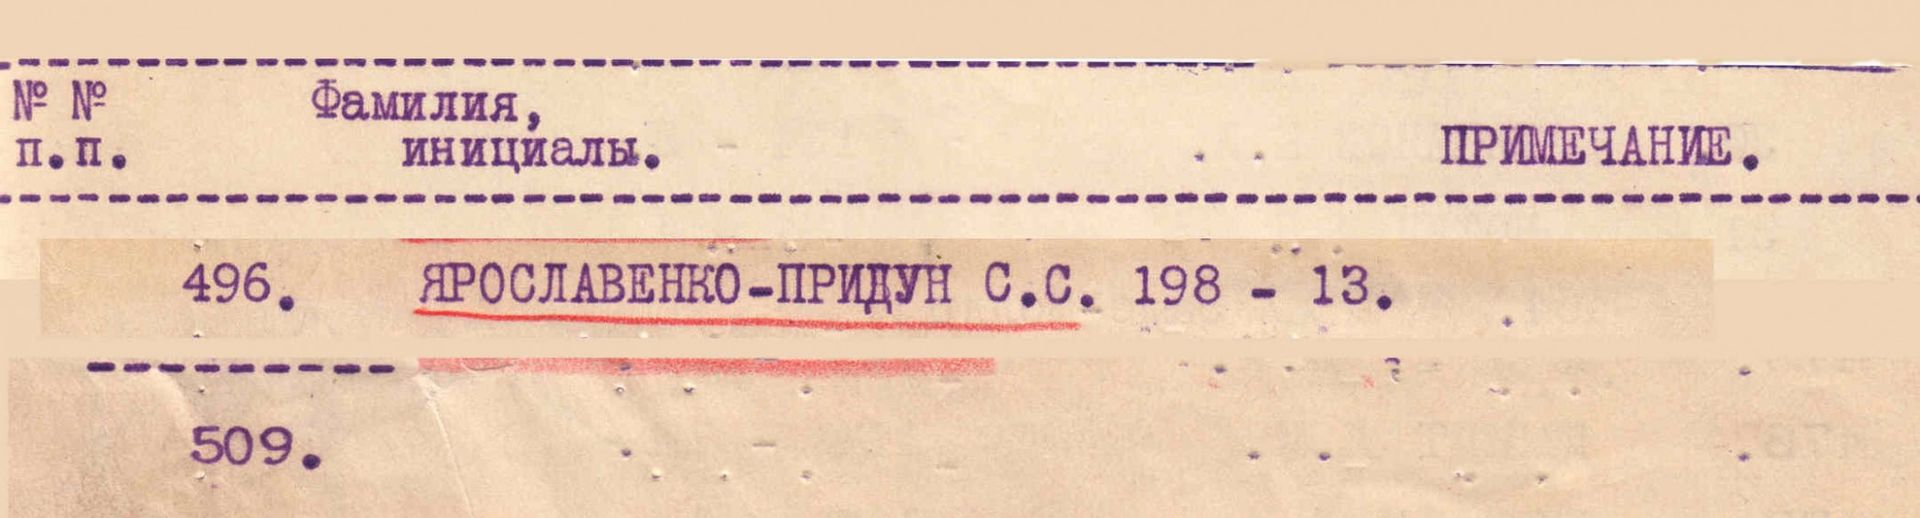 № № Фамилия,
п.п. инициалы. ПРИМЕЧАНИЕ.
496. ЯРОСЛАВЕНКО-ПРИДУН С.С. 198 - 13.
509.